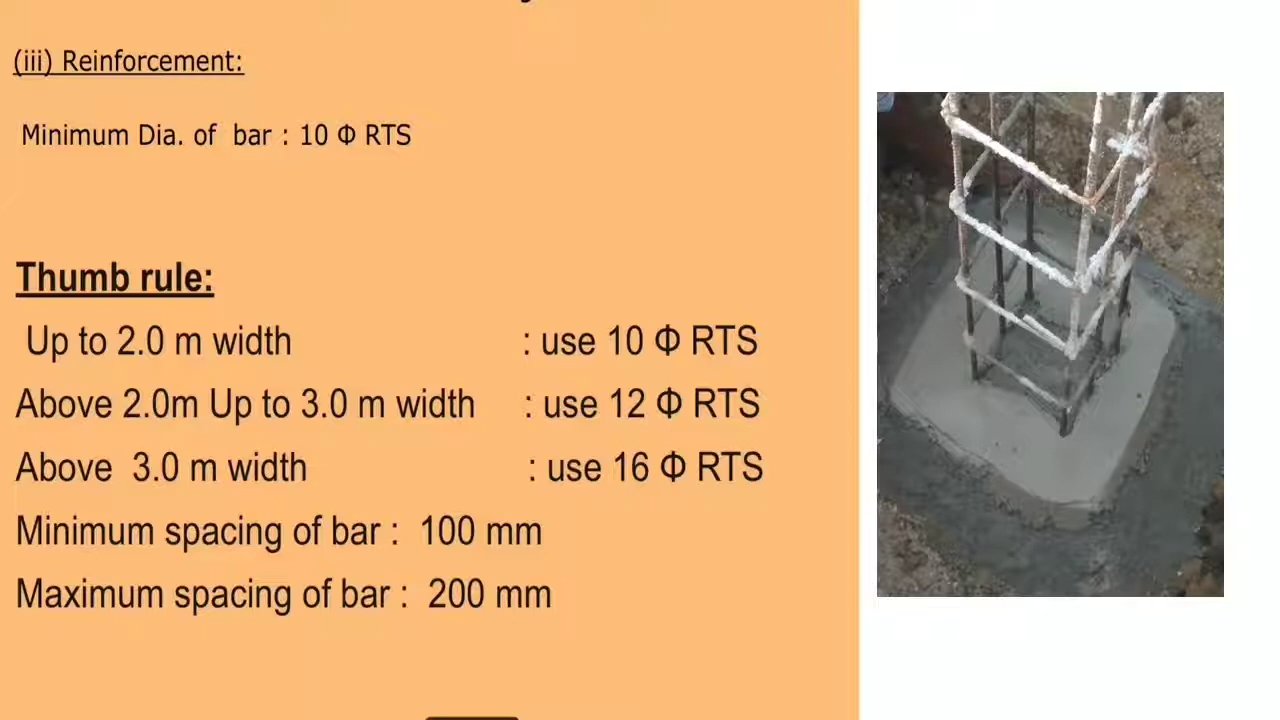 (iii) Reinforcement:
Minimum Dia. of bar : 10 Φ RTS
Thumb rule:
Up to 2.0 m width : use 10 Φ RTS
Above 2.0m Up to 3.0 m width : use 12 Φ RTS
Above 3.0 m width : use 16 Φ RTS
Minimum spacing of bar : 100 mm
Maximum spacing of bar : 200 mm